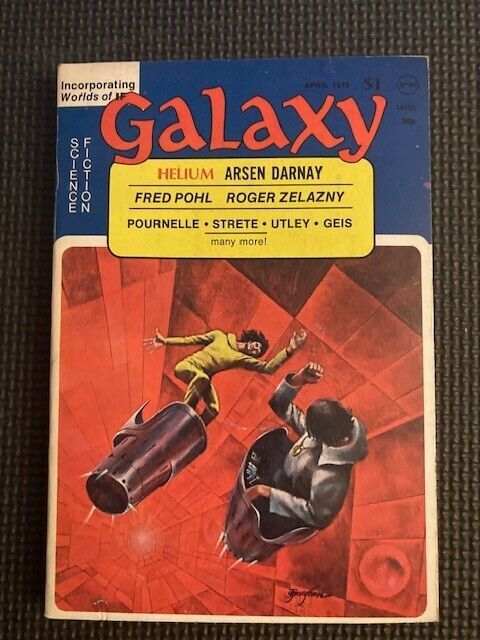 Incorporating
Worlds of IF
APRIL 1975 $1
Galaxy
SCIENCE
FICTION
HELIUM ARSEN DARNAY
FRED POHL ROGER ZELAZNY
POURNELLE • STRETE • UTLEY • GEIS
many more!